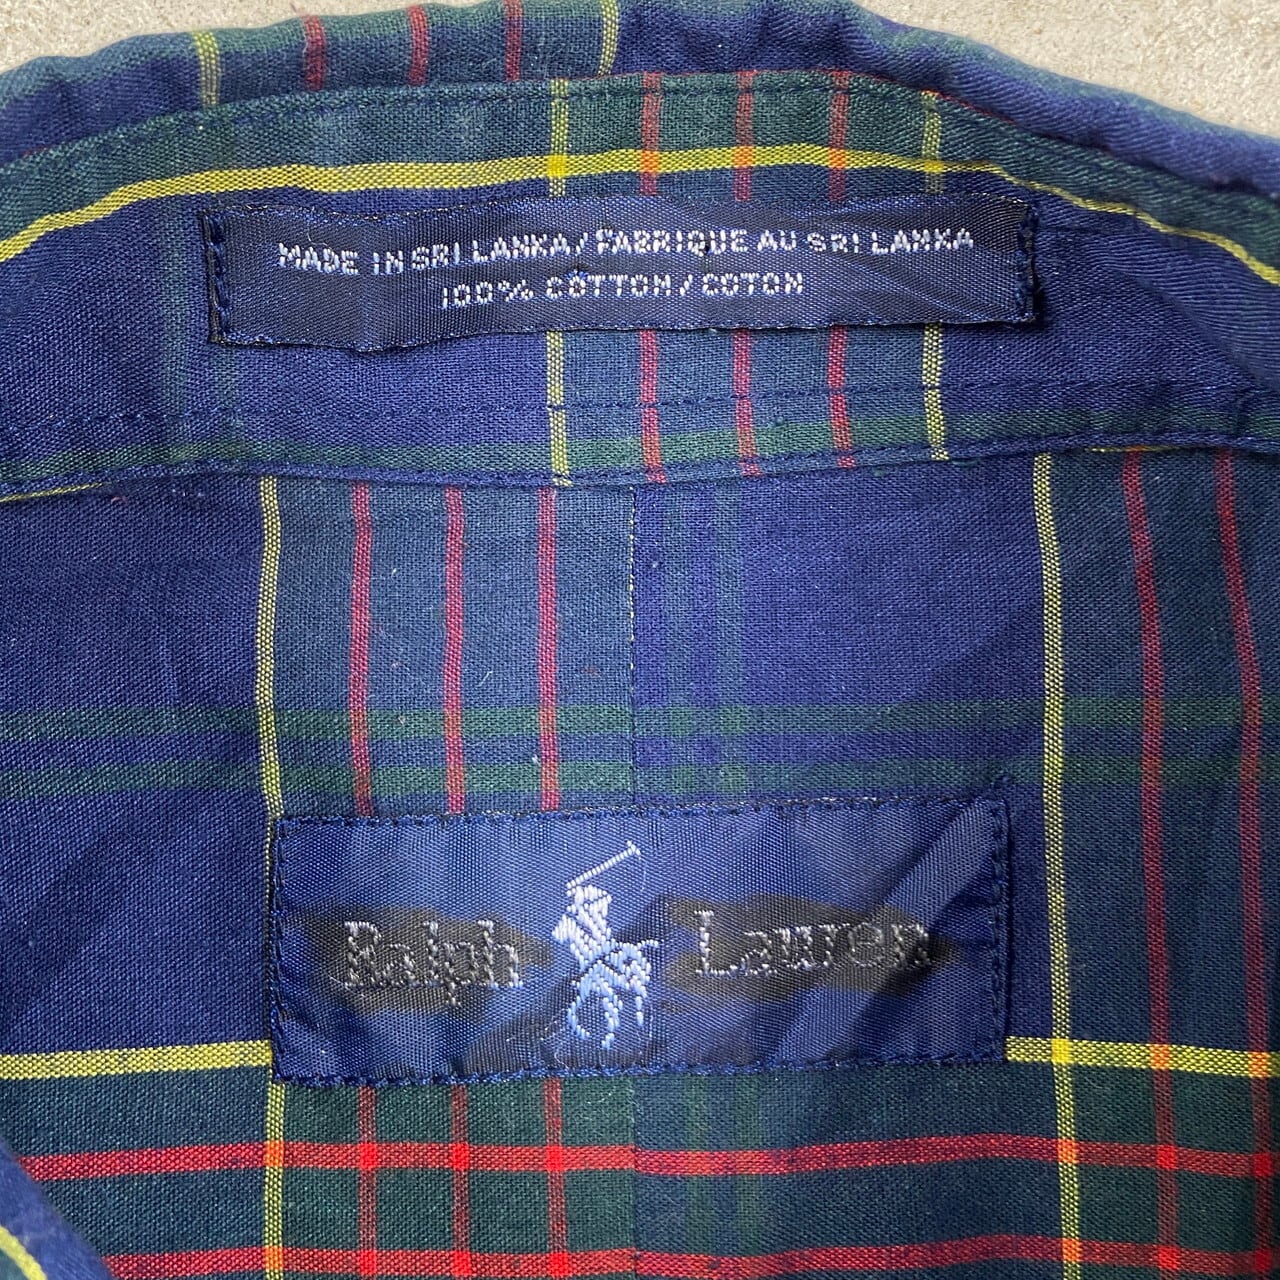 MADE IN SRI LANKA/FABRIQUE AU SRI LANKA
100% COTTON/COTON
Ralph Lauren